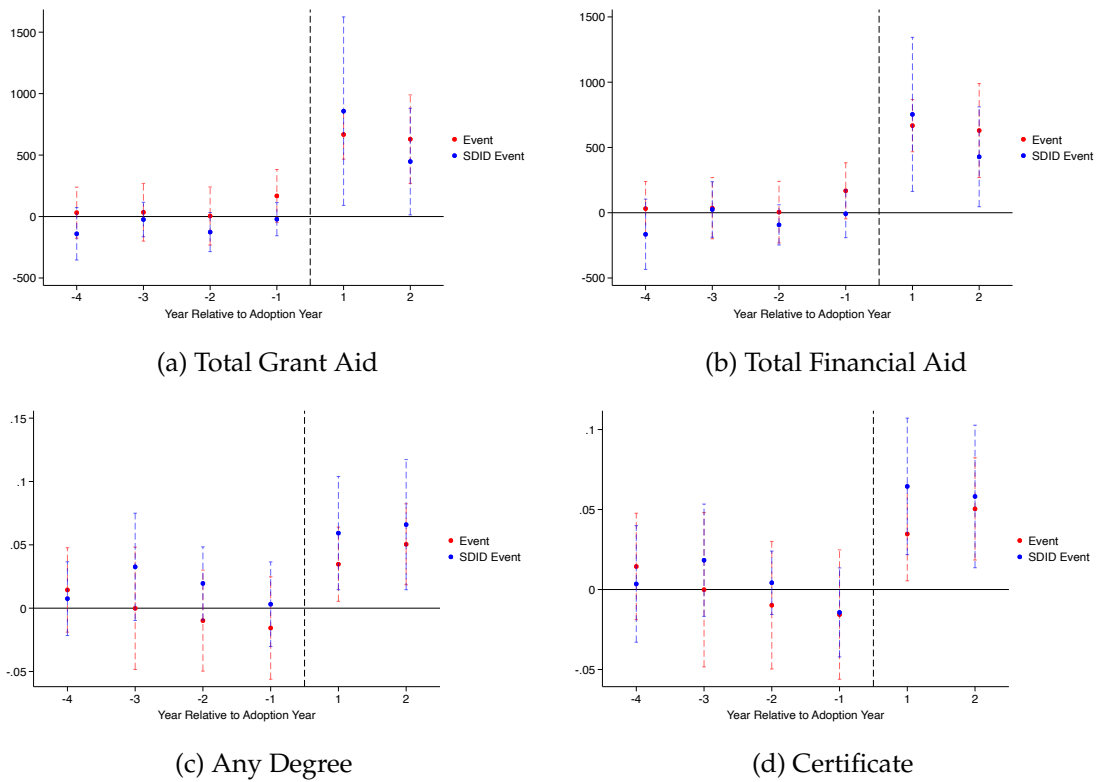 1500
1000
500
0
-500
-4 -3 -2 -1 1 2
Year Relative to Adoption Year
Event
SDID Event
(a) Total Grant Aid
1500
1000
500
0
-500
-4 -3 -2 -1 1 2
Year Relative to Adoption Year
Event
SDID Event
(b) Total Financial Aid
.15
.1
.05
0
-.05
-4 -3 -2 -1 1 2
Year Relative to Adoption Year
Event
SDID Event
(c) Any Degree
.1
.05
0
-.05
-4 -3 -2 -1 1 2
Year Relative to Adoption Year
Event
SDID Event
(d) Certificate